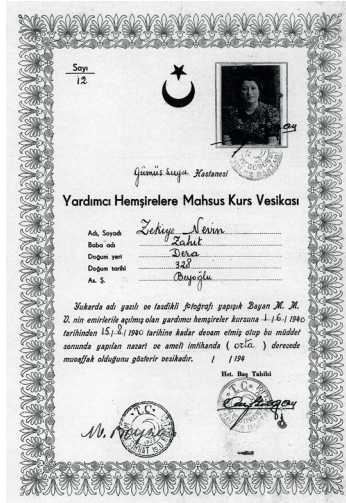 Sayı
12
Gümüş Suyu Hastanesi
Yardımcı Hemşirelere Mahsus Kurs Vesikası
Adı, Soyadı Zekiye Nevin
Baba adı Zahit
Doğum yeri Dera
Doğum tarihi 328
As. Ş. Beyoğlu
Yukarda adı yazılı ve tasdikli fotoğrafı yapışık Bayan M. M.
V. nin emirlerile açılmış olan yardımcı hemşireler kursuna 1/6/1940
tarihinden 15/8/1940 tarihine kadar devam etmiş olup bu müddet
sonunda yapılan nazarî ve amelî imtihanda (orta) derecede
muvaffak olduğunu gösterir vesikadır. / / 194
Hst. Baş Tabibi
T.C.
T.C.